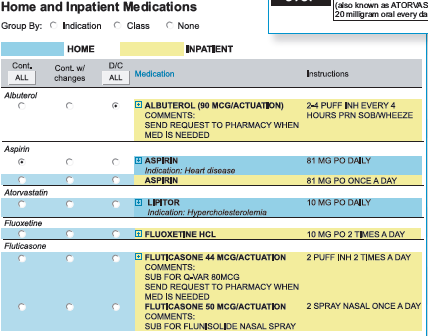 Home and Inpatient Medications
(also known as ATORVAS
20 milligram oral every da
Group By: Indication Class None
HOME INPATIENT
Cont. Cont. w/ changes D/C
ALL ALL
Medication Instructions
Albuterol
ALBUTEROL (90 MCG/ACTUATION) 2-4 PUFF INH EVERY 4
COMMENTS: HOURS PRN SOB/WHEEZE
SEND REQUEST TO PHARMACY WHEN
MED IS NEEDED
Aspirin
ASPIRIN 81 MG PO DAILY
Indication: Heart disease
ASPIRIN 81 MG PO ONCE A DAY
Atorvastatin
LIPITOR 10 MG PO DAILY
Indication: Hypercholesterolemia
Fluoxetine
FLUOXETINE HCL 10 MG PO 2 TIMES A DAY
Fluticasone
FLUTICASONE 44 MCG/ACTUATION 2 PUFF INH 2 TIMES A DAY
COMMENTS:
SUB FOR Q-VAR 80MCG
SEND REQUEST TO PHARMACY WHEN
MED IS NEEDED
FLUTICASONE 50 MCG/ACTUATION 2 SPRAY NASAL ONCE A DAY
COMMENTS:
SUB FOR FLUNISOLIDE NASAL SPRAY